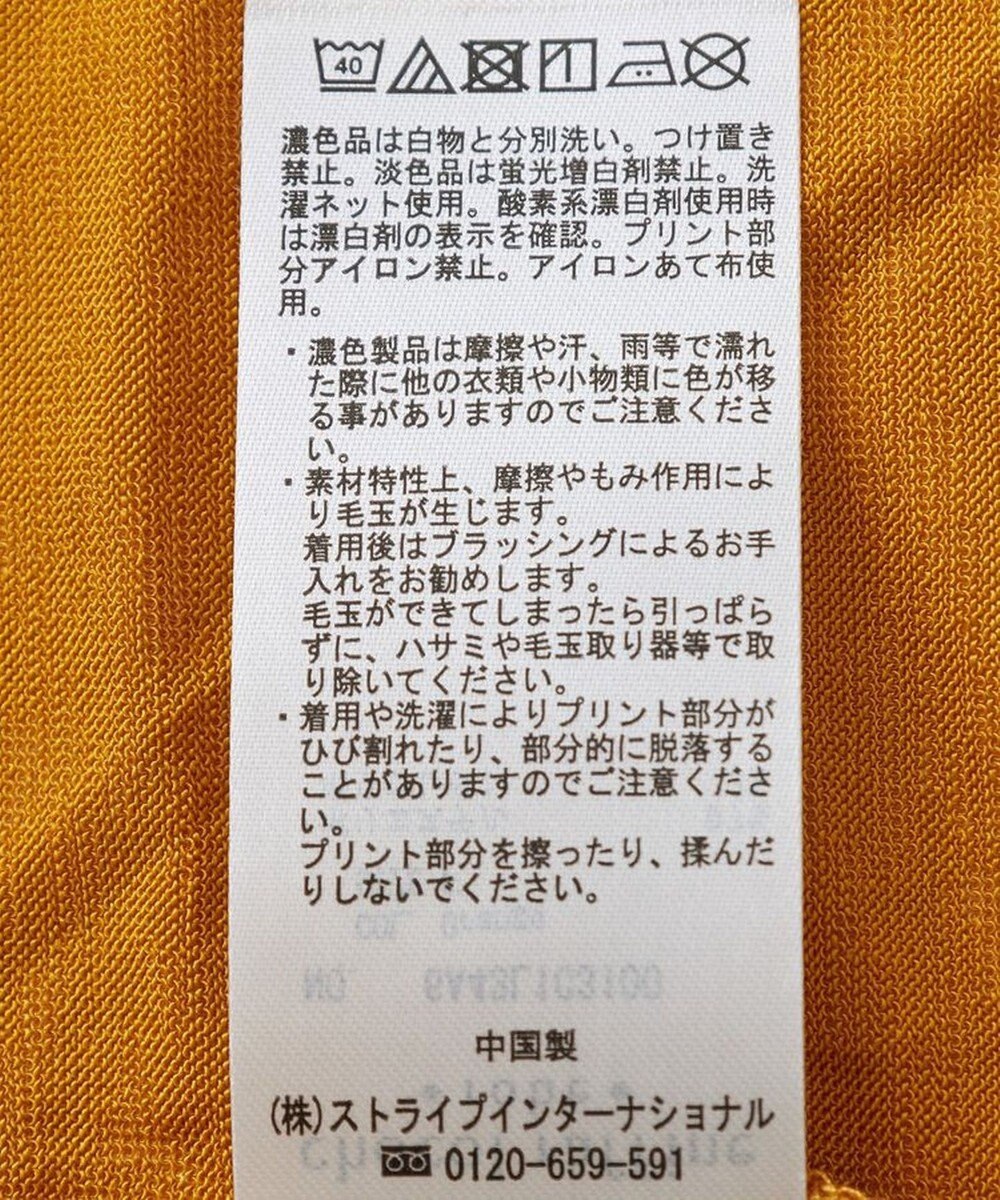 40
濃色品は白物と分別洗い。つけ置き
禁止。淡色品は蛍光増白剤禁止。洗
濯ネット使用。酸素系漂白剤使用時
は漂白剤の表示を確認。プリント部
分アイロン禁止。アイロンあて布使
用。
・濃色製品は摩擦や汗、雨等で濡れ
た際に他の衣類や小物類に色が移
る事がありますのでご注意くださ
い。
・素材特性上、摩擦やもみ作用によ
り毛玉が生じます。
着用後はブラッシングによるお手
入れをお勧めします。
毛玉ができてしまったら引っぱら
ずに、ハサミや毛玉取り器等で取
り除いてください。
・着用や洗濯によりプリント部分が
ひび割れたり、部分的に脱落する
ことがありますのでご注意くださ
い。
プリント部分を擦ったり、揉んだ
りしないでください。
中国製
(株)ストライプインターナショナル
0120-659-591